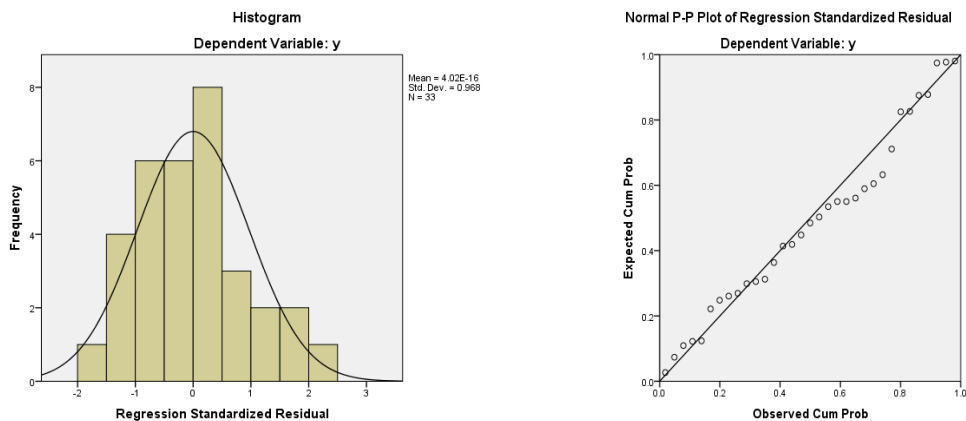 Histogram
Dependent Variable: y
Mean = 4.02E-16
Std. Dev. = 0.968
N = 33
8
6
4
2
0
-2 -1 0 1 2 3
Frequency
Regression Standardized Residual
Normal P-P Plot of Regression Standardized Residual
Dependent Variable: y
1.0
0.8
0.6
0.4
0.2
0.0
0.0 0.2 0.4 0.6 0.8 1.0
Expected Cum Prob
Observed Cum Prob